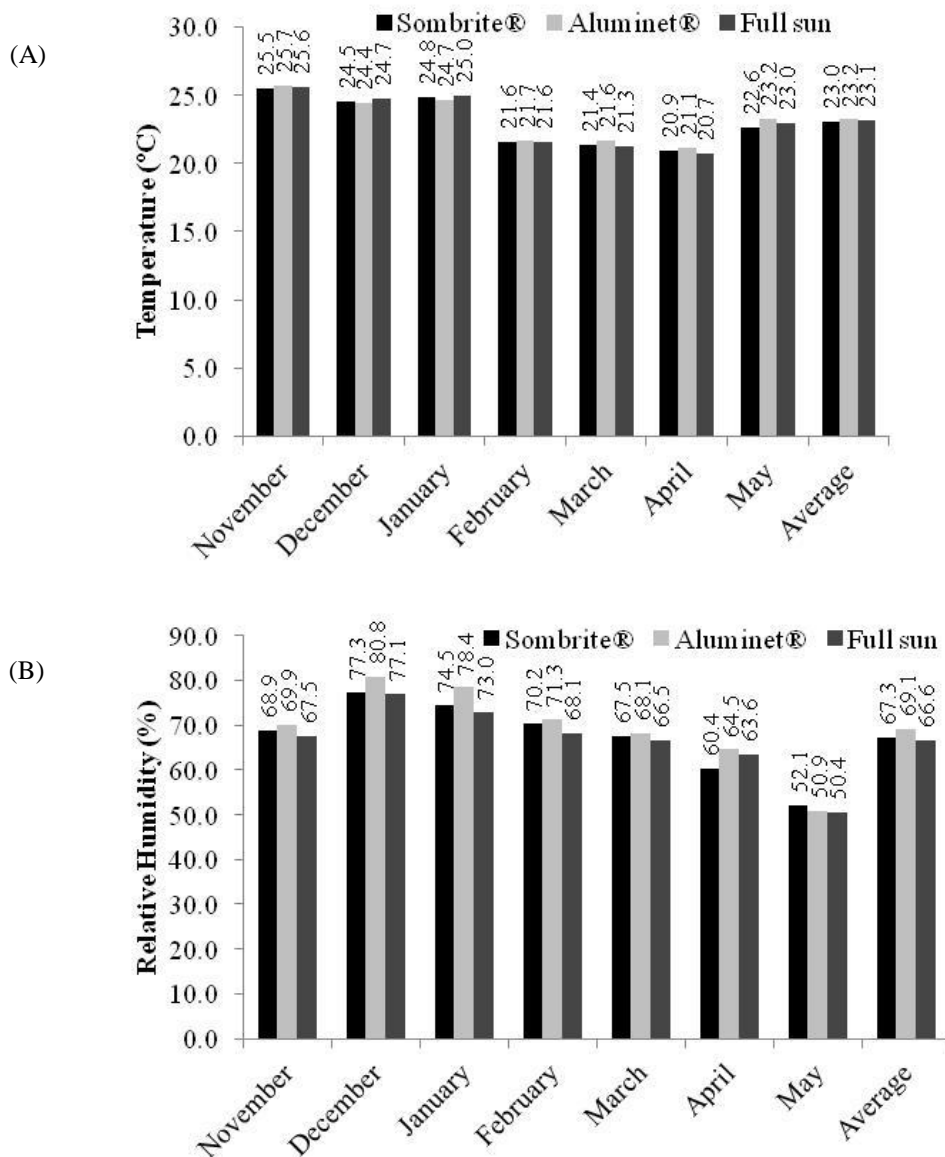 (A)
Sombrite® Aluminet® Full sun
Temperature (ºC)
30.0
25.0
20.0
15.0
10.0
5.0
0.0
25.5 25.7 25.6
24.5 24.4 24.7
24.8 24.7 25.0
21.6 21.7 21.6
21.4 21.6 21.3
20.9 21.1 20.7
22.6 23.2 23.0
23.0 23.2 23.1
November December January February March April May Average
(B)
Sombrite® Aluminet® Full sun
Relative Humidity (%)
90.0
80.0
70.0
60.0
50.0
40.0
30.0
20.0
10.0
0.0
68.9 69.9 67.5
77.3 80.8 77.1
74.5 78.4 73.0
70.2 71.3 68.1
67.5 68.1 66.5
60.4 64.5 63.6
52.1 50.9 50.4
67.3 69.1 66.6
November December January February March April May Average